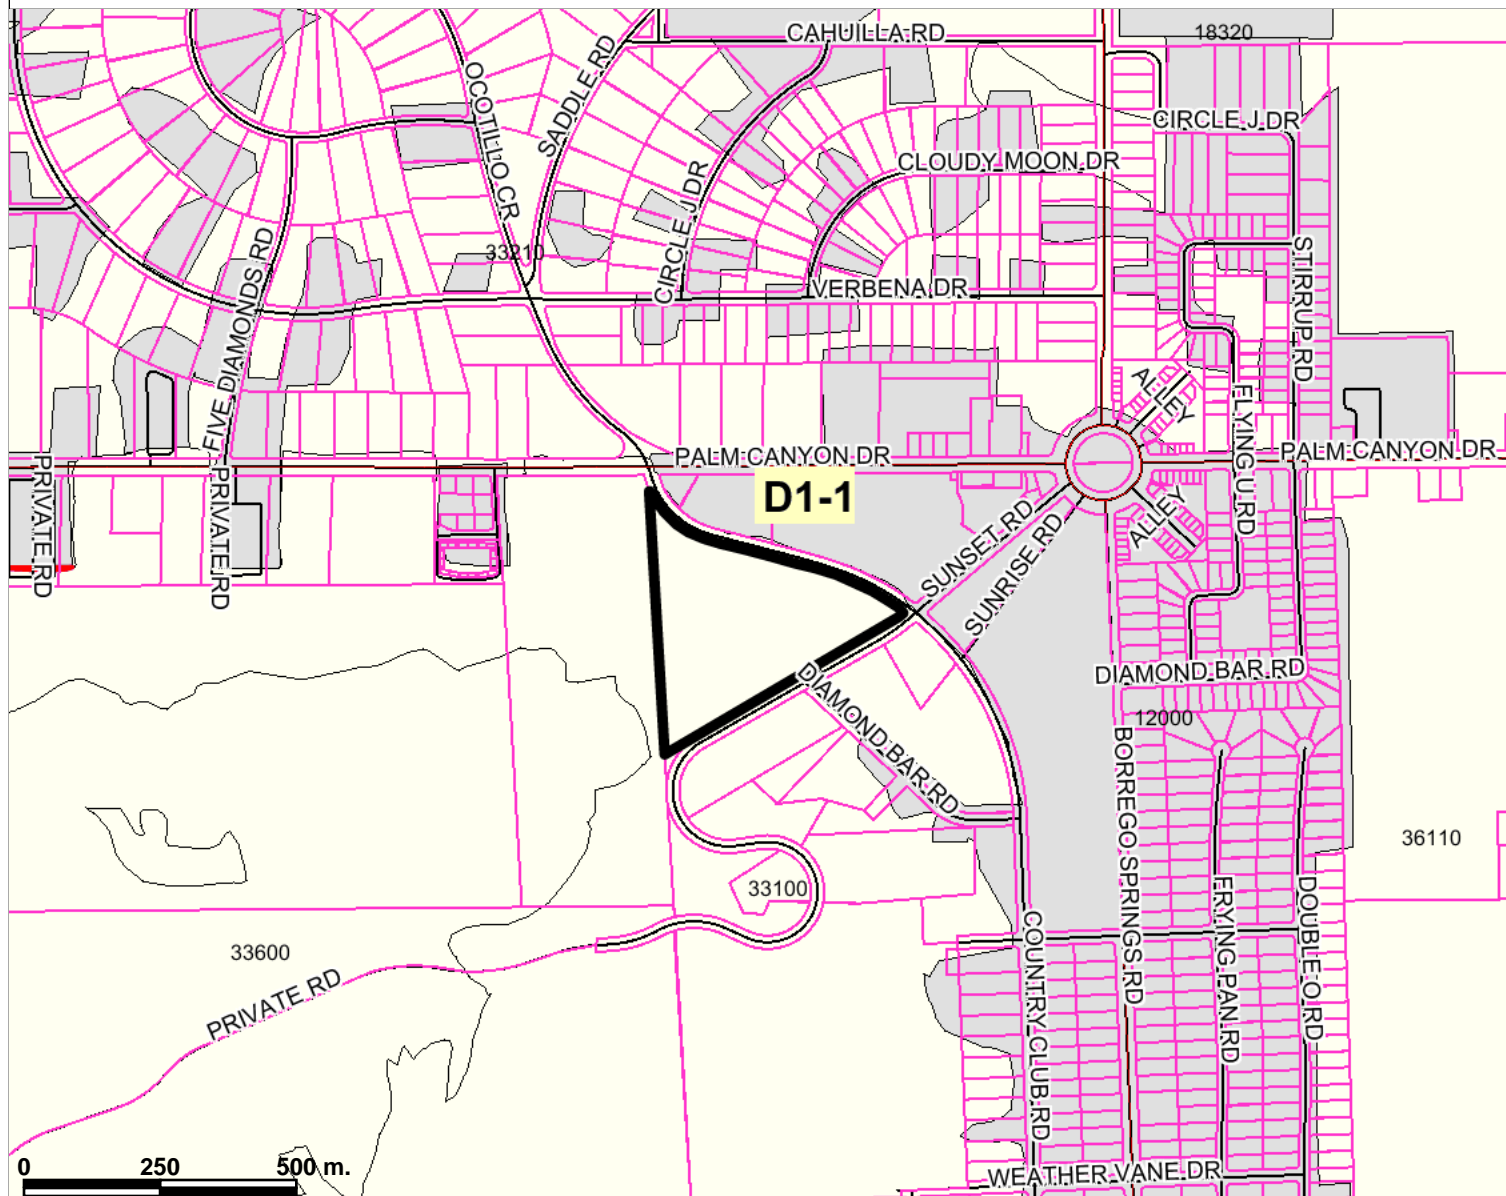 CAHUILLA RD
18320
OCOTILLO CR
SADDLE RD
CIRCLE J DR
CLOUDY MOON DR
CIRCLE J DR
33210
STIRRUP RD
VERBENA DR
FIVE DIAMONDS RD
ALLEY
FLYING U RD
PALM CANYON DR
PALM CANYON DR
PRIVATE RD
PRIVATE RD
D1-1
ALLEY
SUNSET RD
SUNRISE RD
DIAMOND BAR RD
DIAMOND BAR RD
12000
BORREGO SPRINGS RD
36110
33100
FRYING PAN RD
DOUBLE O RD
COUNTRY CLUB RD
33600
PRIVATE RD
0 250 500 m.
WEATHER VANE DR